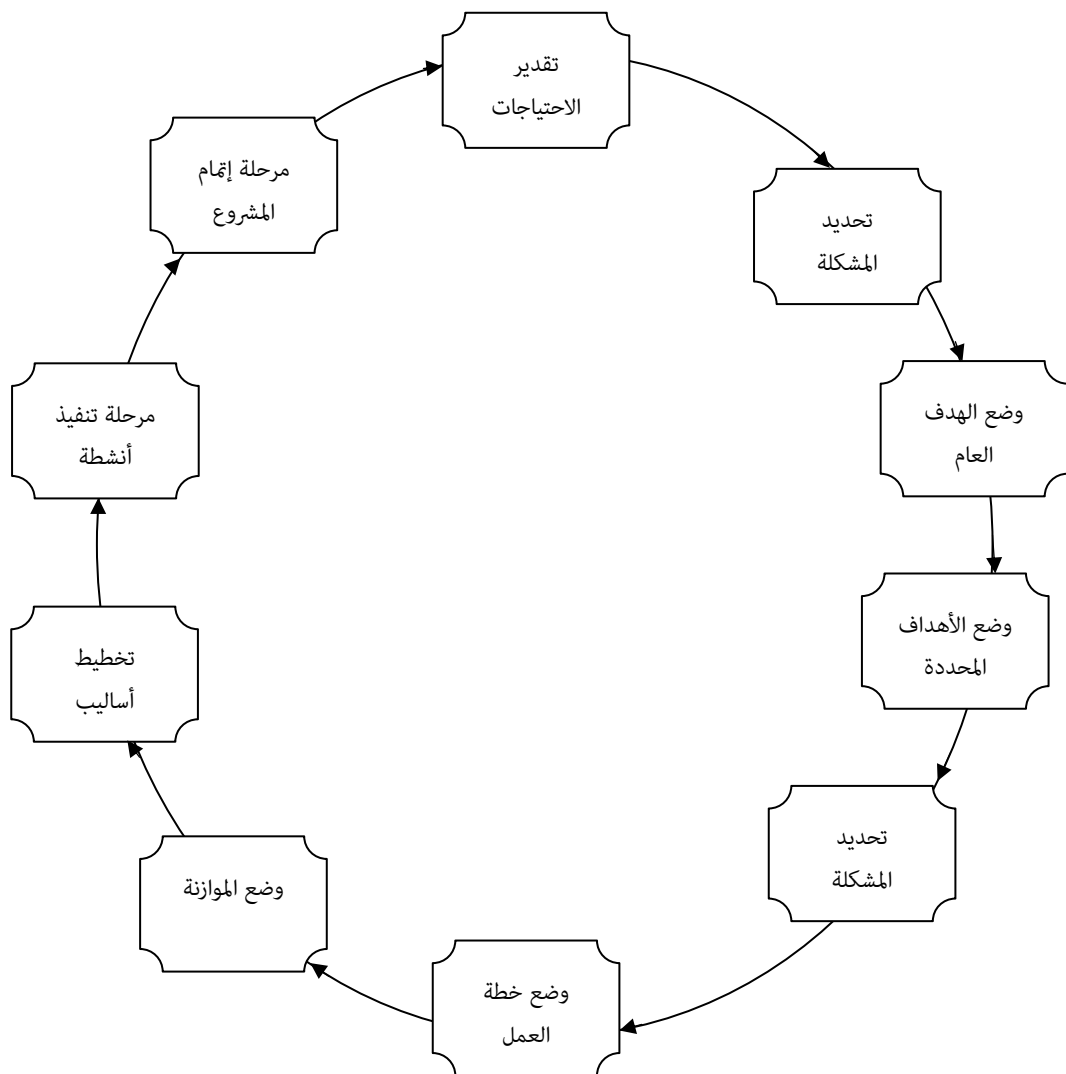 تقدير
الاحتياجات
تحديد
المشكلة
وضع الهدف
العام
وضع الأهداف
المحددة
تحديد
المشكلة
وضع خطة
العمل
وضع الموازنة
تخطيط
أساليب
مرحلة تنفيذ
أنشطة
مرحلة إتمام
المشروع